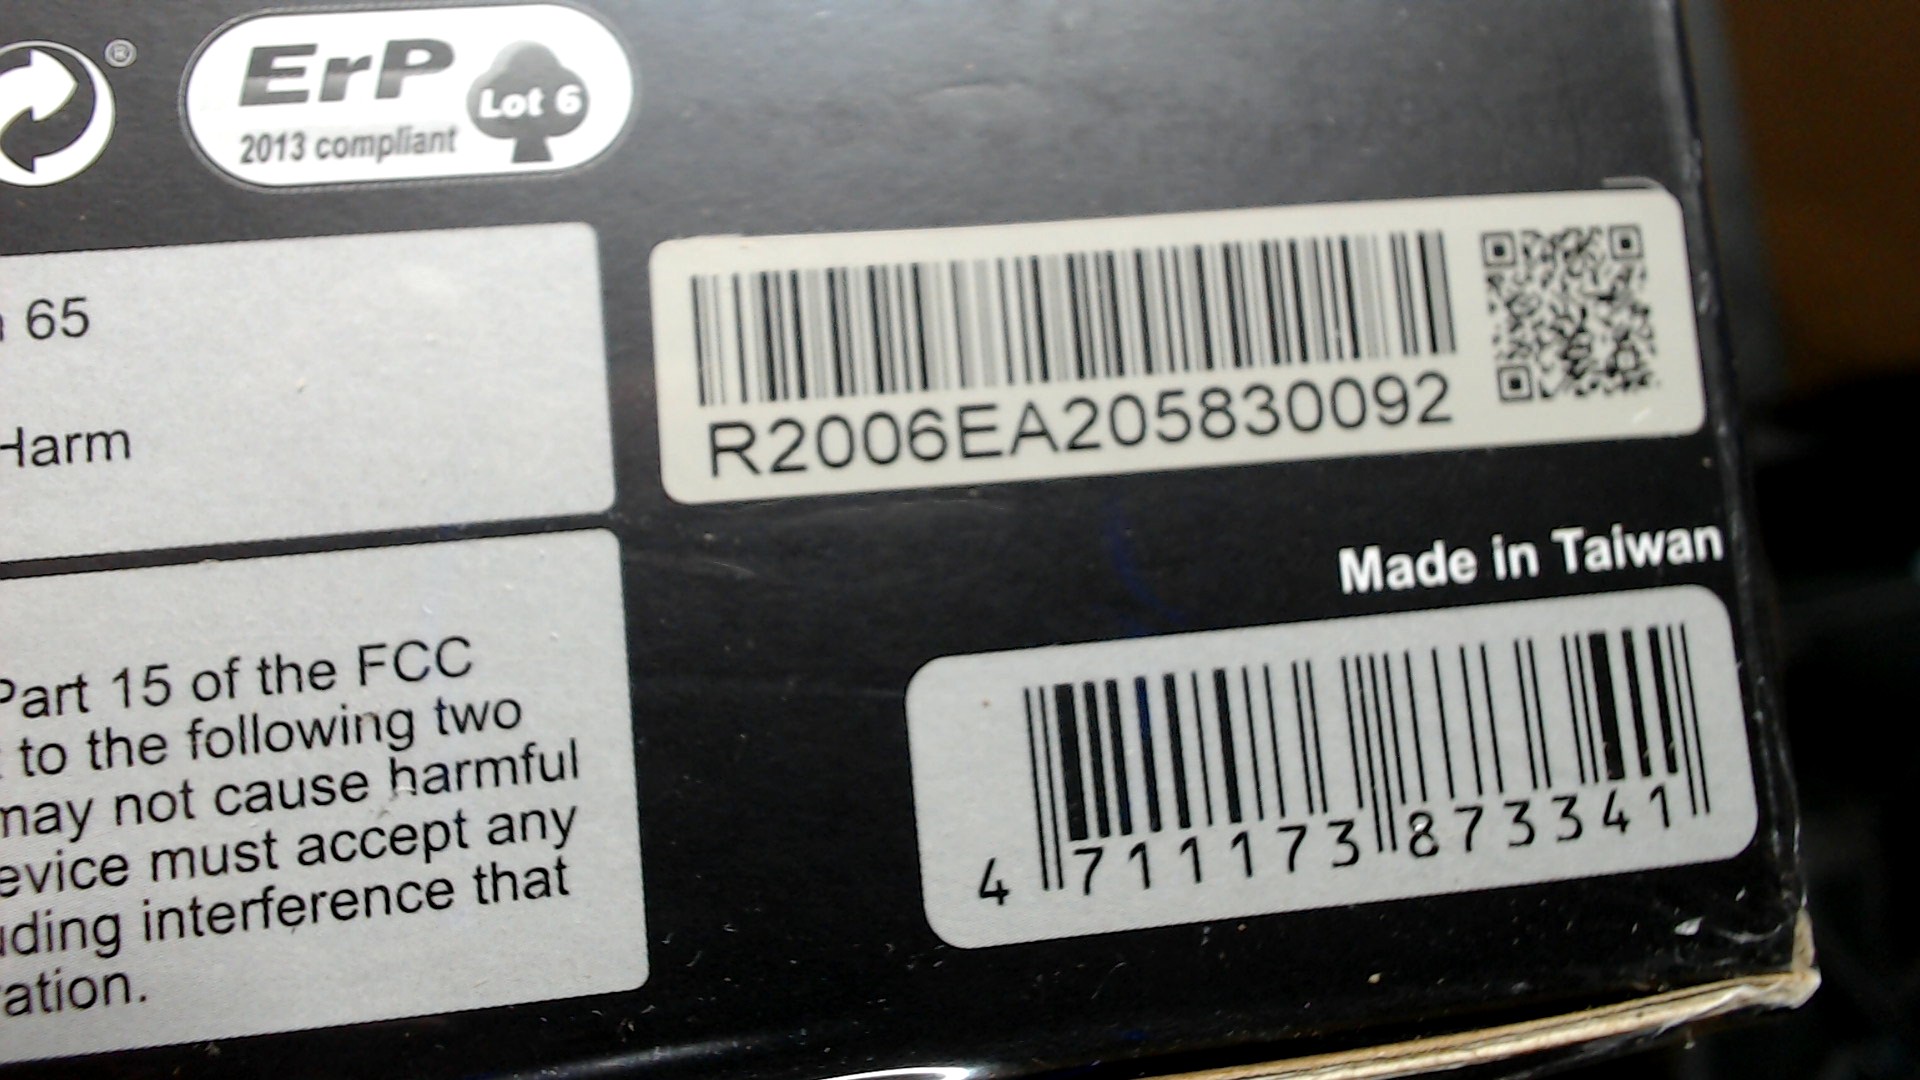 ®
ErP
Lot 6
2013 compliant
65
Harm
R2006EA205830092
Made in Taiwan
Part 15 of the FCC
to the following two
may not cause harmful
evice must accept any
uding interference that
ration.
4 711173 873341